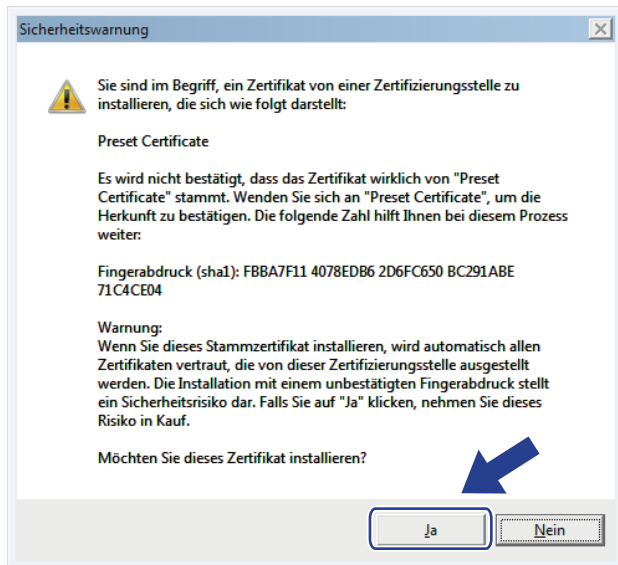 Sicherheitswarnung
Sie sind im Begriff, ein Zertifikat von einer Zertifizierungsstelle zu
installieren, die sich wie folgt darstellt:
Preset Certificate
Es wird nicht bestätigt, dass das Zertifikat wirklich von "Preset
Certificate" stammt. Wenden Sie sich an "Preset Certificate", um die
Herkunft zu bestätigen. Die folgende Zahl hilft Ihnen bei diesem Prozess
weiter:
Fingerabdruck (sha1): FBBA7F11 4078EDB6 2D6FC650 BC291ABE
71C4CE04
Warnung:
Wenn Sie dieses Stammzertifikat installieren, wird automatisch allen
Zertifikaten vertraut, die von dieser Zertifizierungsstelle ausgestellt
werden. Die Installation mit einem unbestätigten Fingerabdruck stellt
ein Sicherheitsrisiko dar. Falls Sie auf "Ja" klicken, nehmen Sie dieses
Risiko in Kauf.
Möchten Sie dieses Zertifikat installieren?
Ja
Nein